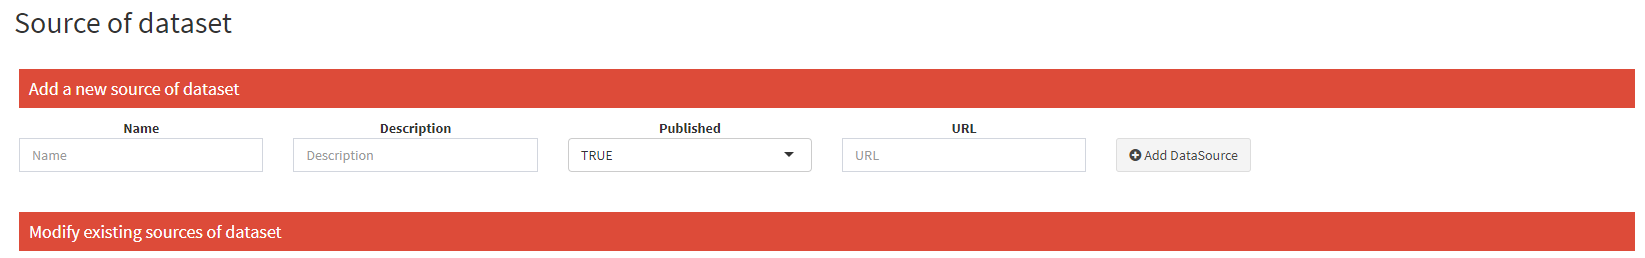 Source of dataset
Add a new source of dataset
Name Description Published URL
Name Description TRUE URL Add DataSource
Modify existing sources of dataset